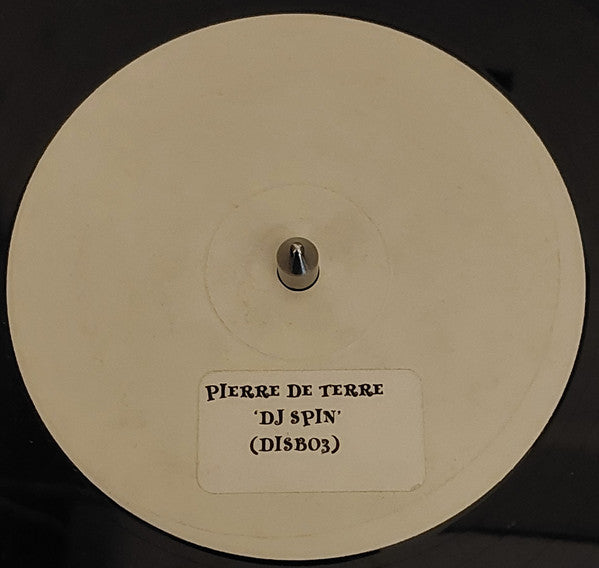 PIERRE DE TERRE
'DJ SPIN'
(DISB03)